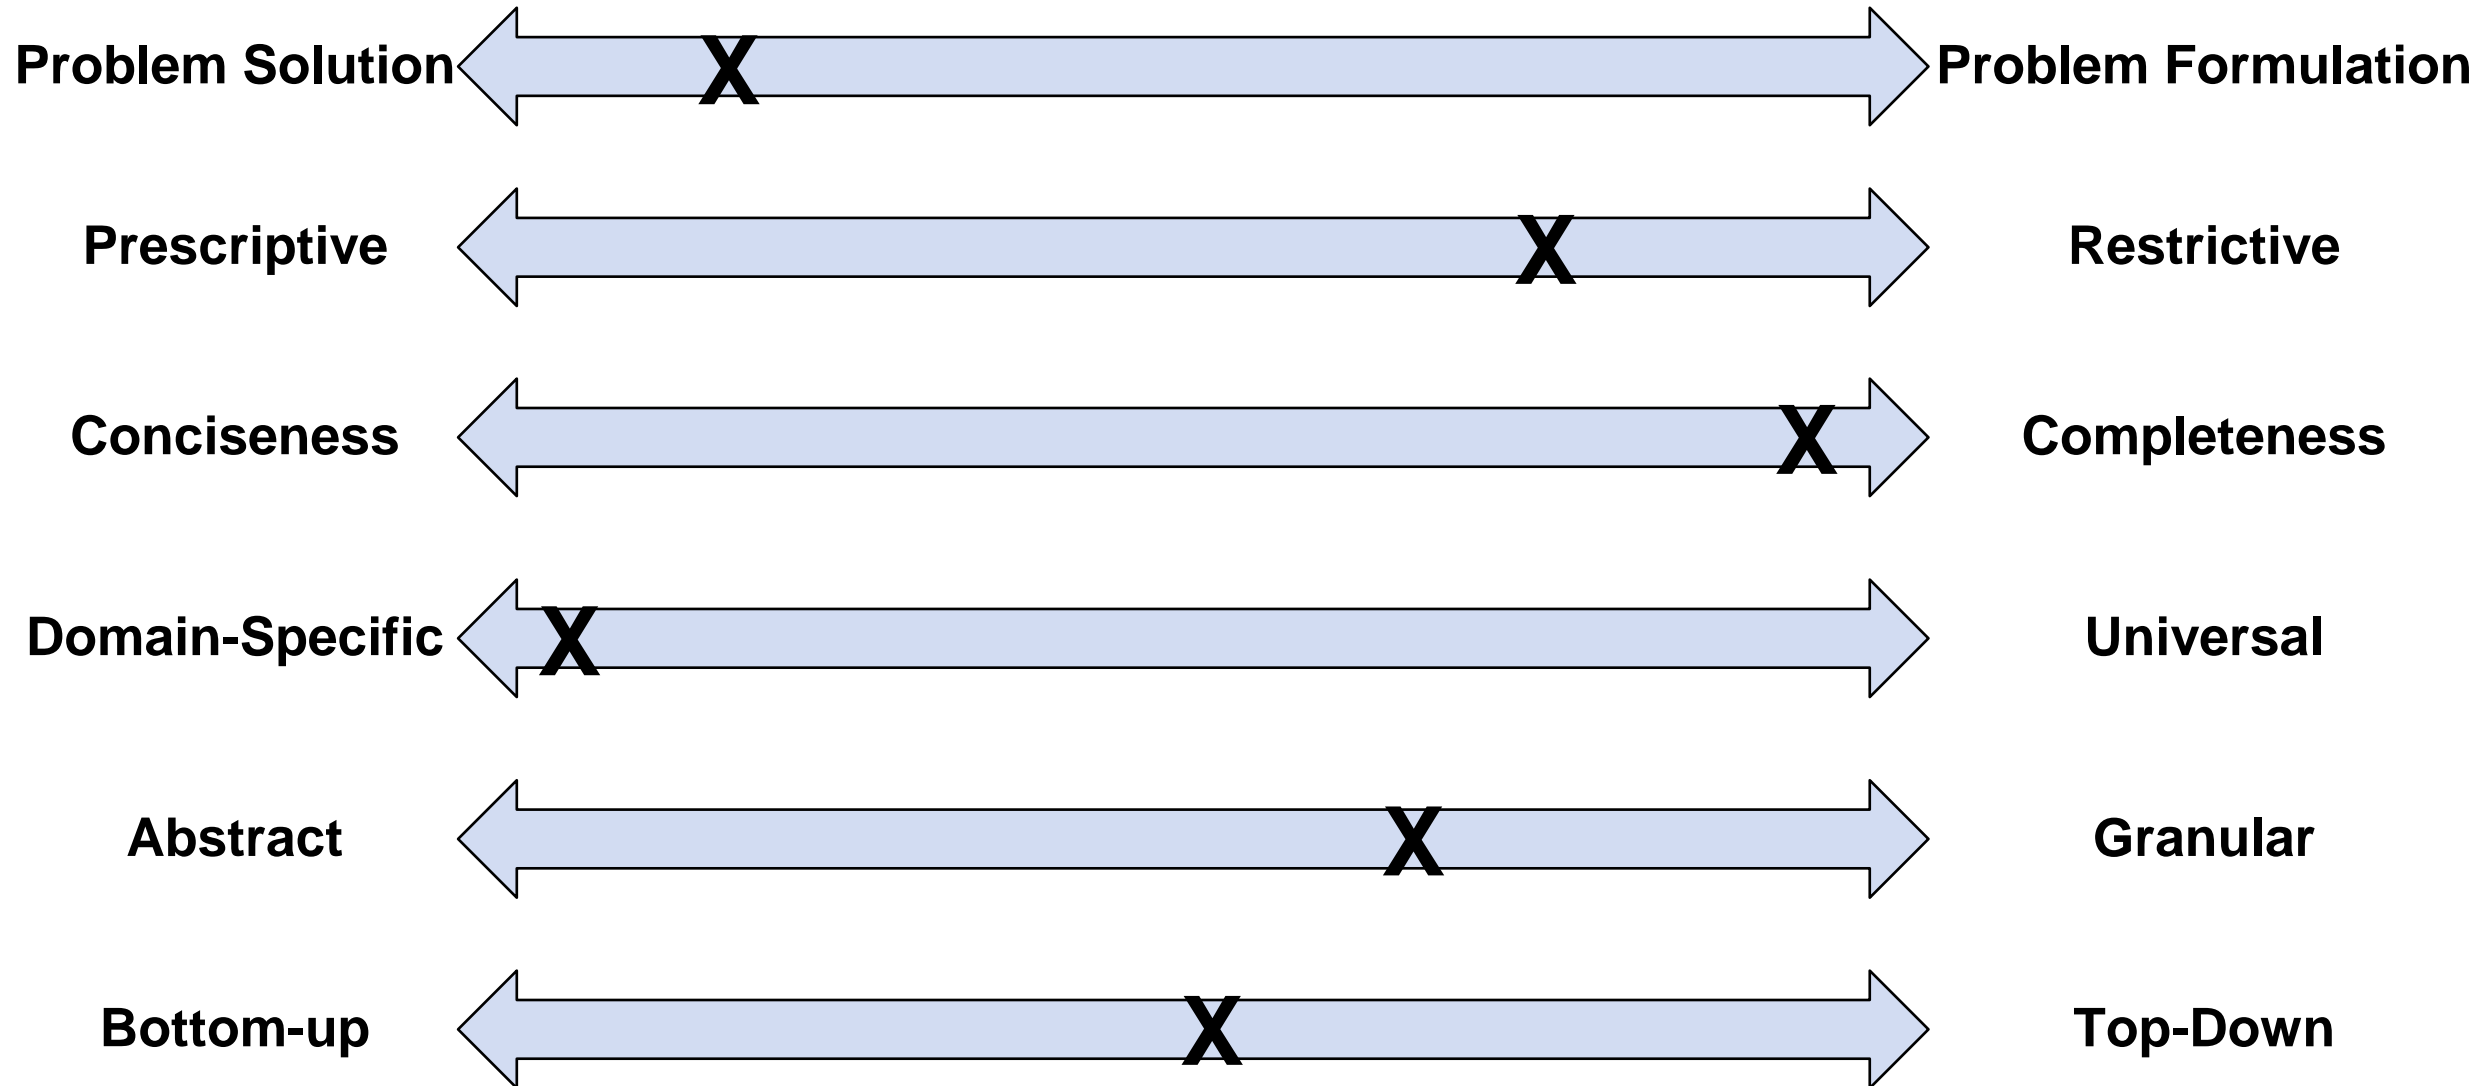 Problem Solution X Problem Formulation
Prescriptive X Restrictive
Conciseness X Completeness
Domain-Specific X Universal
Abstract X Granular
Bottom-up X Top-Down